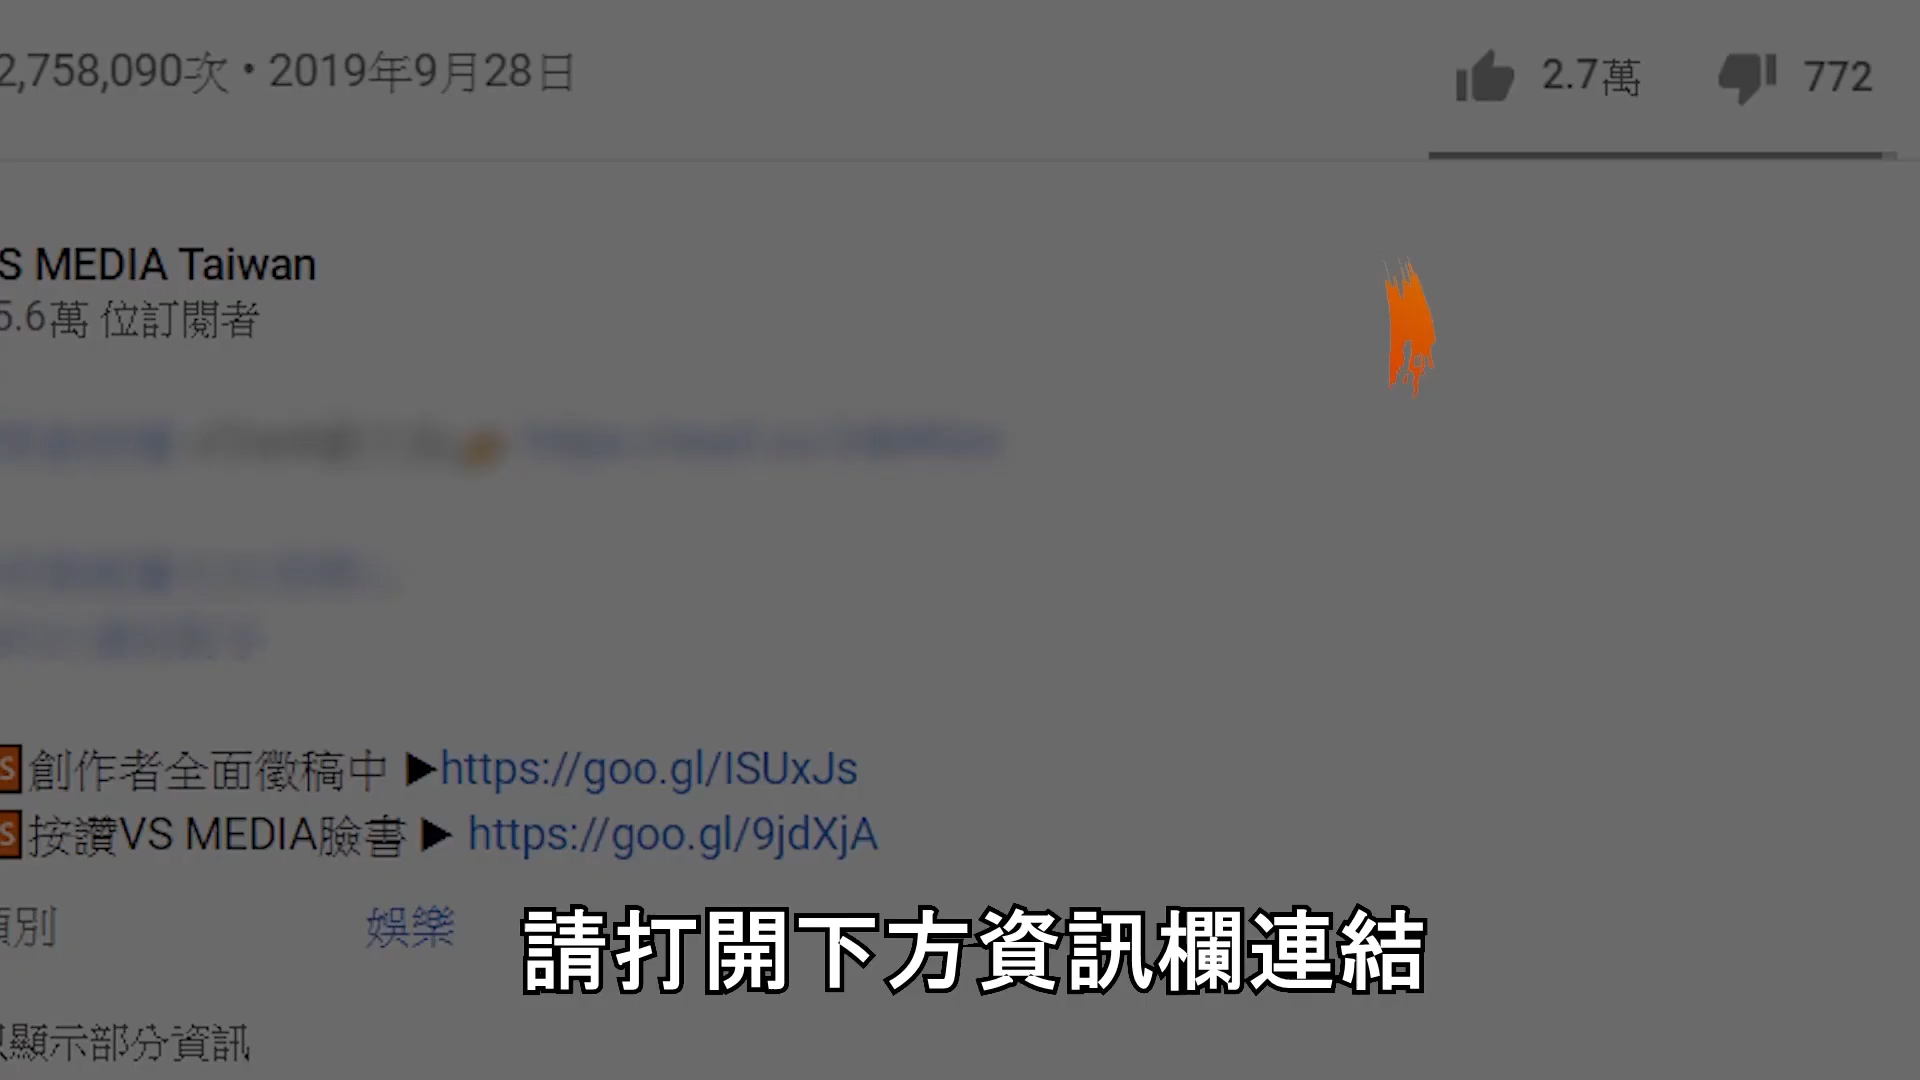 2,758,090次 • 2019年9月28日
2.7萬
772
S MEDIA Taiwan
5.6萬 位訂閱者
S創作者全面徵稿中 ▶https://goo.gl/ISUxJs
S按讚VS MEDIA臉書 ▶ https://goo.gl/9jdXjA
類別
娛樂
請打開下方資訊欄連結
只顯示部分資訊